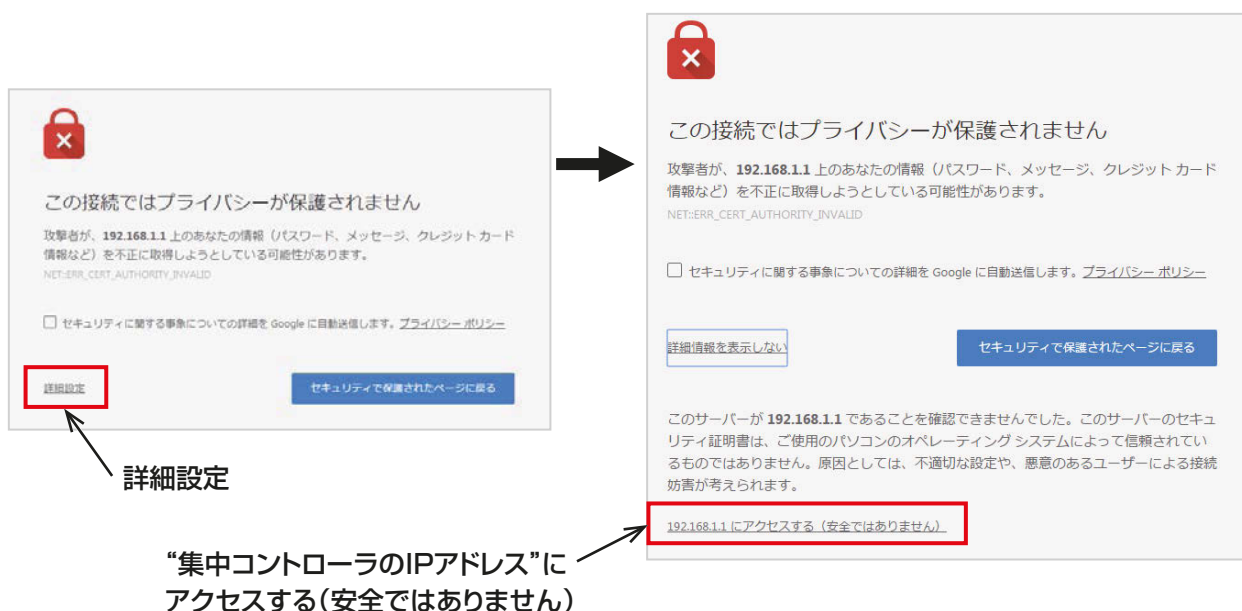 この接続ではプライバシーが保護されません
攻撃者が、192.168.1.1 上のあなたの情報（パスワード、メッセージ、クレジット カード
情報など）を不正に取得しようとしている可能性があります。
NET::ERR_CERT_AUTHORITY_INVALID
セキュリティに関する事象についての詳細を Google に自動送信します。プライバシー ポリシー
詳細設定
セキュリティで保護されたページに戻る
詳細設定
この接続ではプライバシーが保護されません
攻撃者が、192.168.1.1 上のあなたの情報（パスワード、メッセージ、クレジット カード
情報など）を不正に取得しようとしている可能性があります。
NET::ERR_CERT_AUTHORITY_INVALID
セキュリティに関する事象についての詳細を Google に自動送信します。プライバシー ポリシー
詳細情報を表示しない
セキュリティで保護されたページに戻る
このサーバーが 192.168.1.1 であることを確認できませんでした。このサーバーのセキュ
リティ証明書は、ご使用のパソコンのオペレーティング システムによって信頼されてい
るものではありません。原因としては、不適切な設定や、悪意のあるユーザーによる接続
妨害が考えられます。
192.168.1.1 にアクセスする（安全ではありません）
“集中コントローラのIPアドレス”に
アクセスする（安全ではありません）